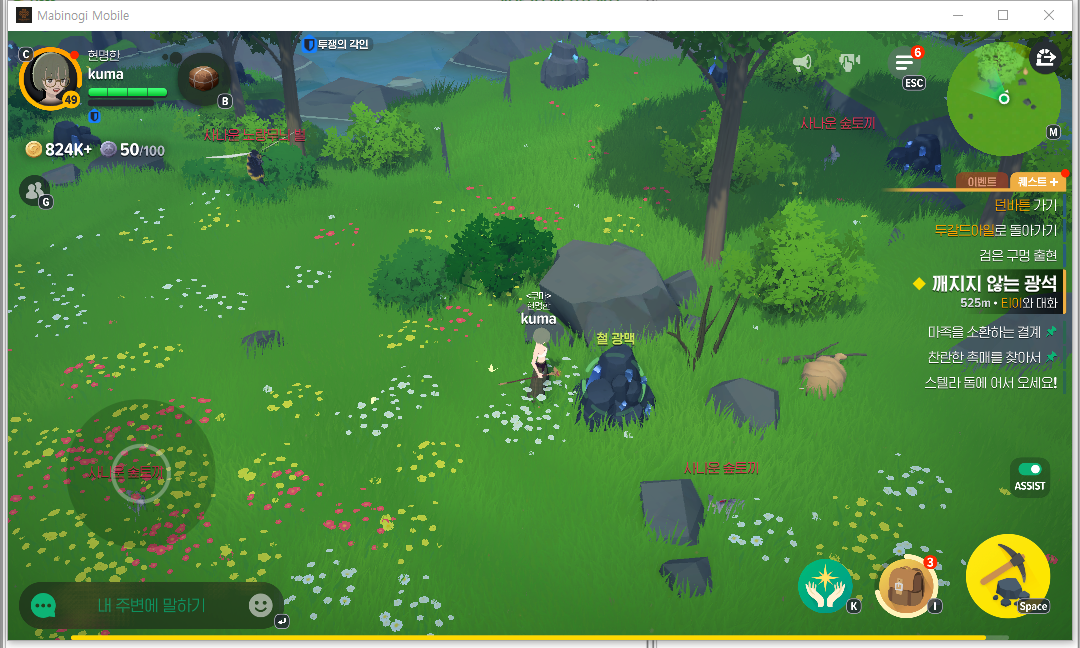 Mabinogi Mobile
C
현명한
kuma
49
B
투쟁의 각인
6
ESC
M
824K+
50/100
G
사나운 숲토끼
이벤트
퀘스트 +
던바튼 가기
두갈드아일로 돌아가기
검은 구멍 출현
깨지지 않는 광석
525m • 티이와 대화
마족을 소환하는 결계
찬란한 촉매를 찾아서
스텔라 돔에 어서 오세요!
<쿠마>
현명한
kuma
철 광맥
사나운 숲토끼
사나운 숲토끼
ASSIST
내 주변에 말하기
K
3
I
Space